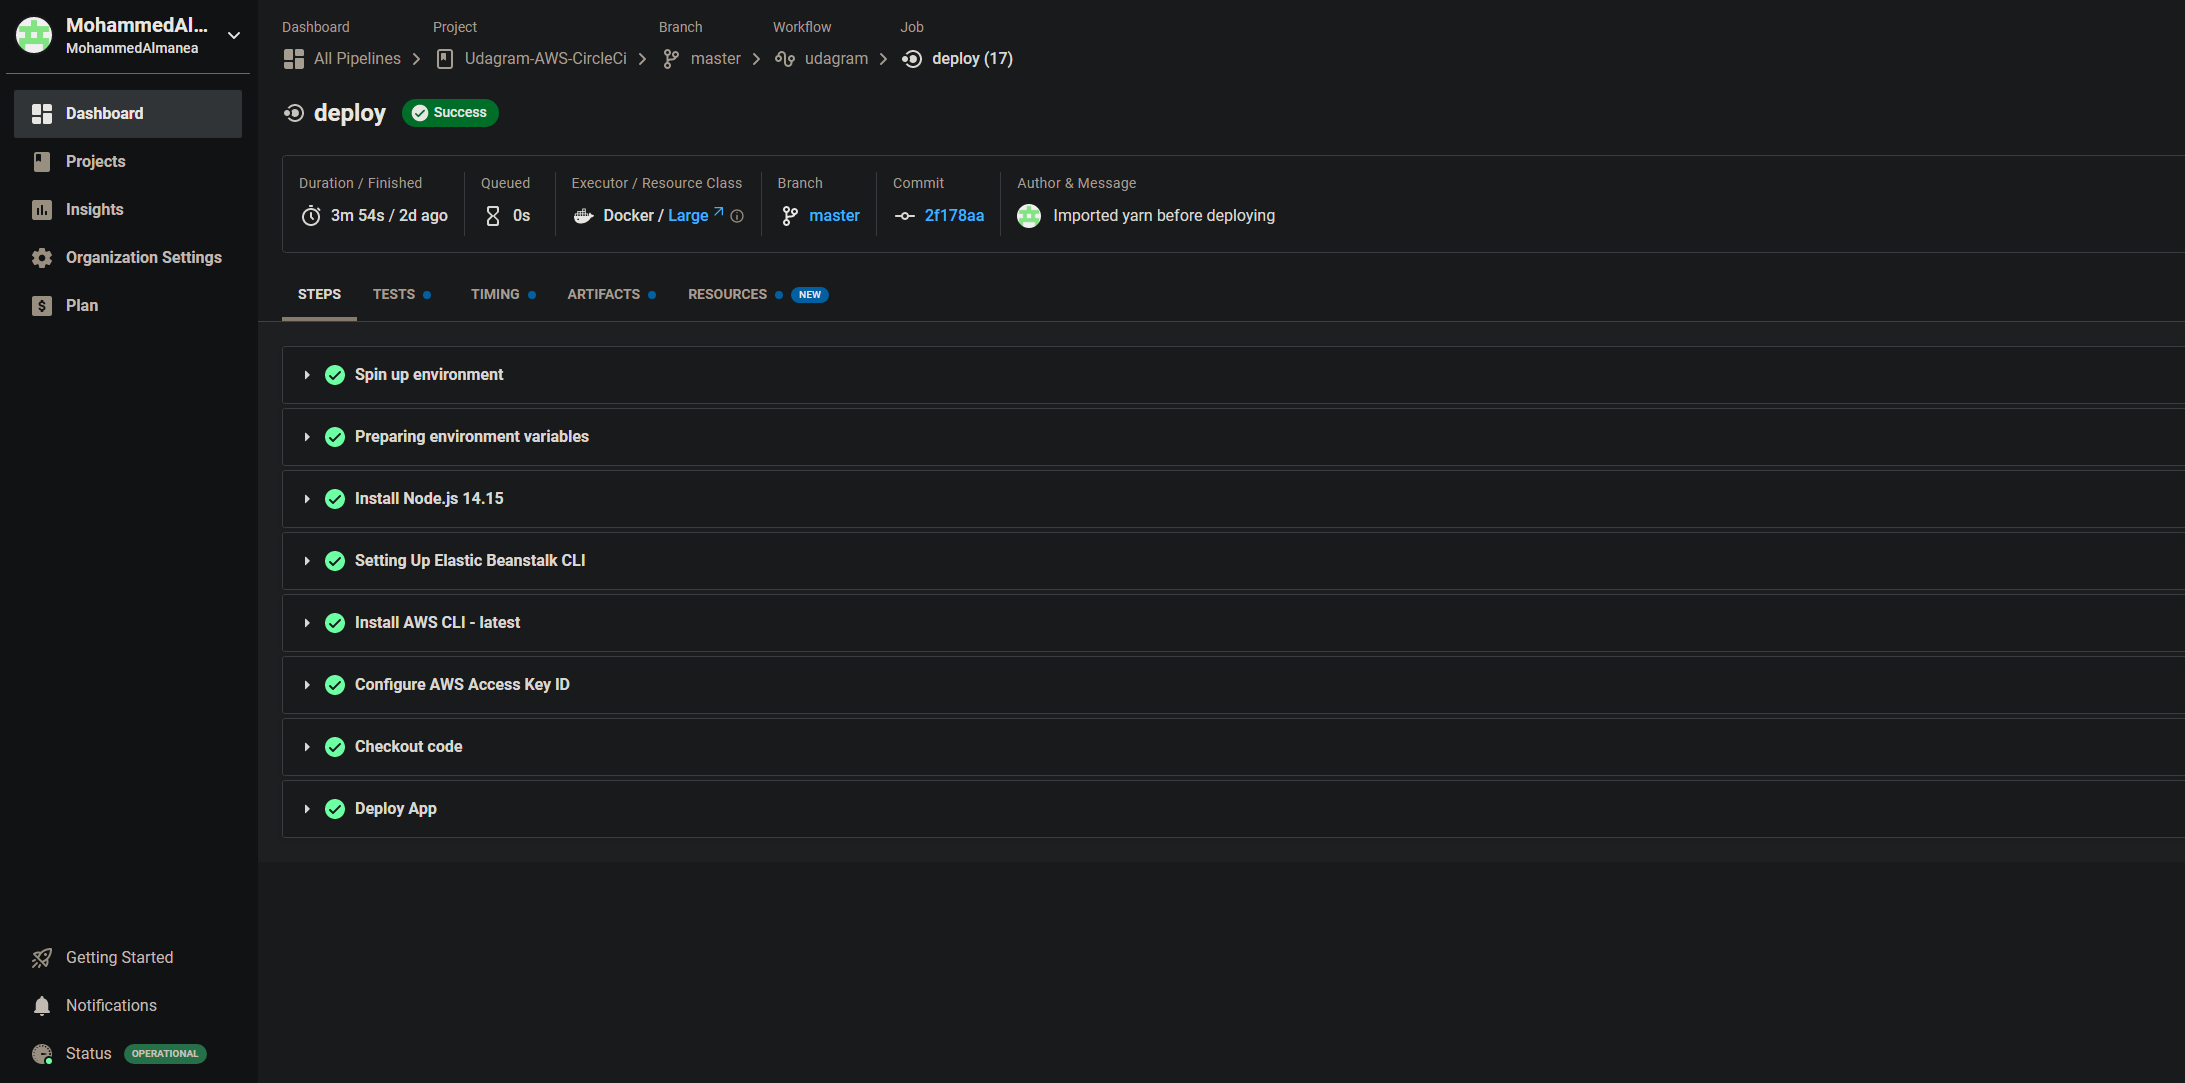 MohammedAl...
MohammedAlmanea
Dashboard
Projects
Insights
Organization Settings
Plan
Getting Started
Notifications
Status OPERATIONAL
Dashboard Project Branch Workflow Job
All Pipelines Udagram-AWS-CircleCi master udagram deploy (17)
deploy Success
Duration / Finished Queued Executor / Resource Class Branch Commit Author & Message
3m 54s / 2d ago 0s Docker / Large master 2f178aa Imported yarn before deploying
STEPS TESTS TIMING ARTIFACTS RESOURCES NEW
Spin up environment
Preparing environment variables
Install Node.js 14.15
Setting Up Elastic Beanstalk CLI
Install AWS CLI - latest
Configure AWS Access Key ID
Checkout code
Deploy App